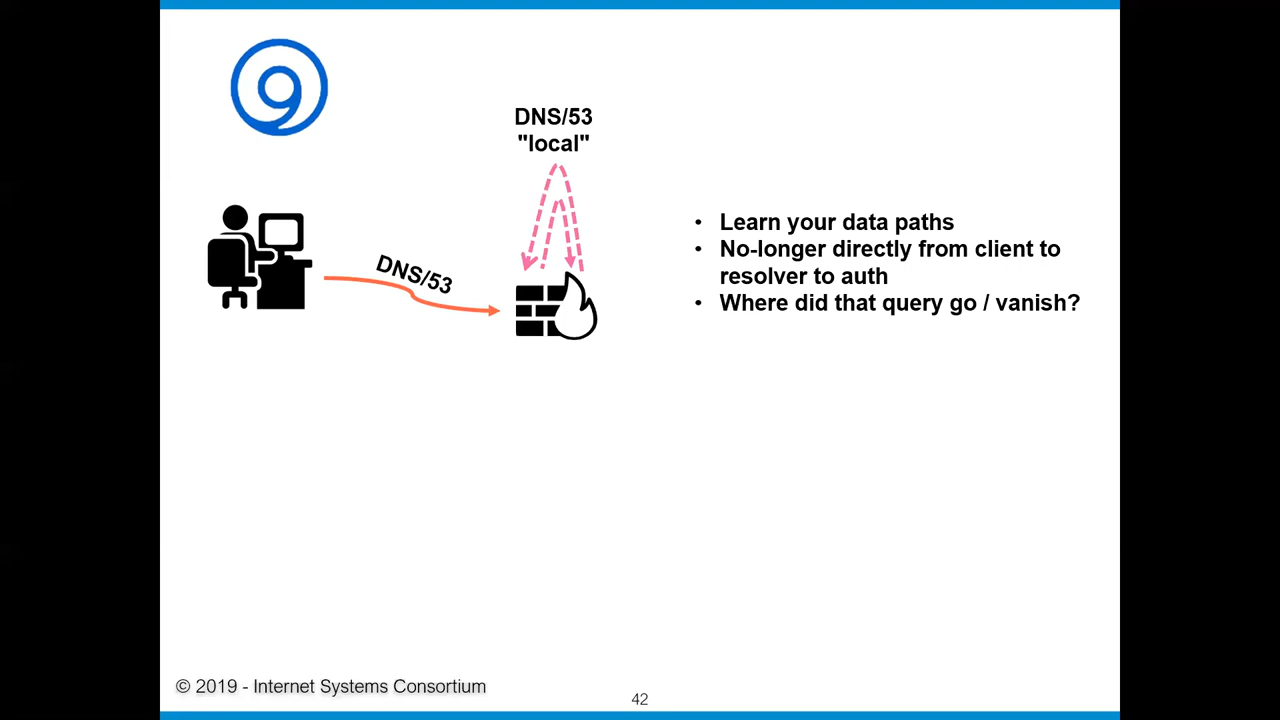 DNS/53
"local"
DNS/53
• Learn your data paths
• No-longer directly from client to
resolver to auth
• Where did that query go / vanish?
© 2019 - Internet Systems Consortium
42